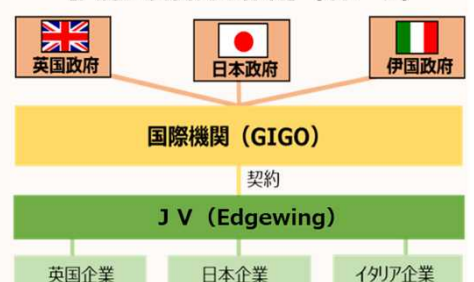 英国政府
日本政府
伊国政府
国際機関（GIGO）
契約
ＪＶ（Edgewing）
英国企業
日本企業
イタリア企業